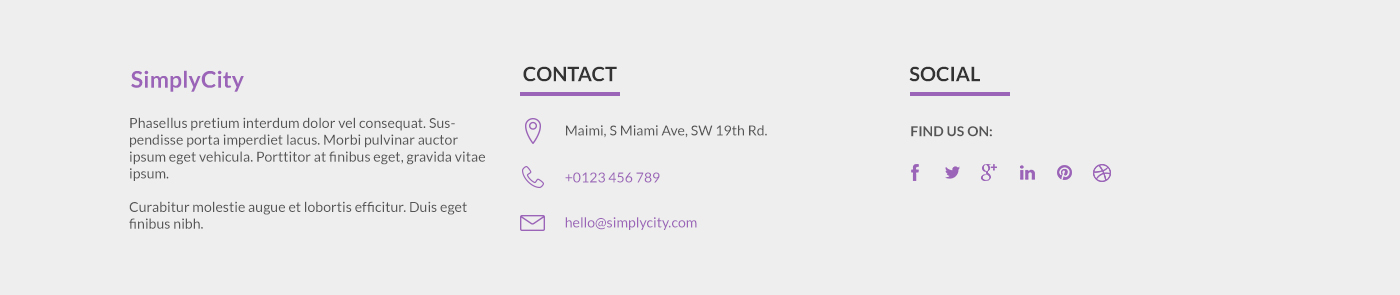 SimplyCity
Phasellus pretium interdum dolor vel consequat. Sus-
pendisse porta imperdiet lacus. Morbi pulvinar auctor
ipsum eget vehicula. Porttitor at finibus eget, gravida vitae
ipsum.
Curabitur molestie augue et lobortis efficitur. Duis eget
finibus nibh.
CONTACT
Maimi, S Miami Ave, SW 19th Rd.
+0123 456 789
hello@simplycity.com
SOCIAL
FIND US ON: